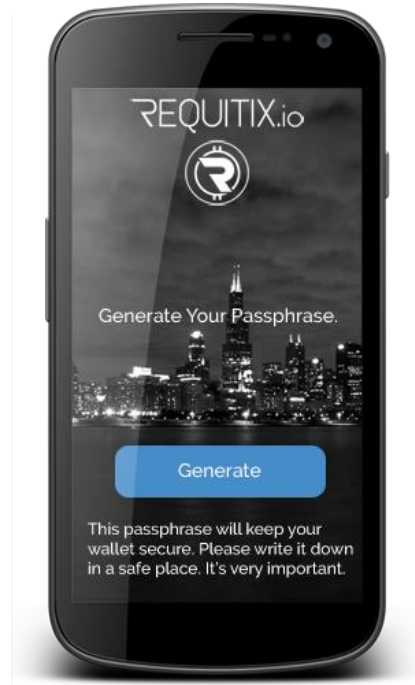 REQUITIX.io
R
Generate Your Passphrase.
Generate
This passphrase will keep your
wallet secure. Please write it down
in a safe place. It's very important.